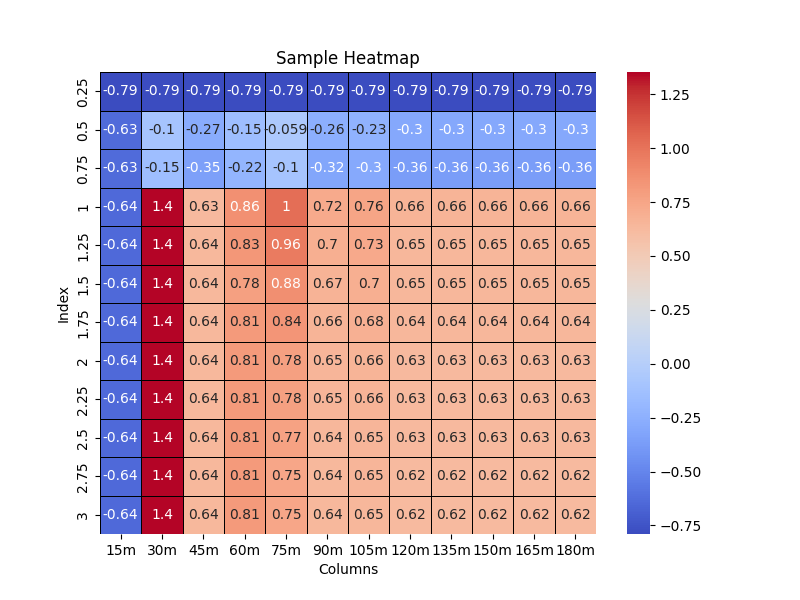 Sample Heatmap
0.25 -0.79 -0.79 -0.79 -0.79 -0.79 -0.79 -0.79 -0.79 -0.79 -0.79 -0.79 -0.79
0.5 -0.63 -0.1 -0.27 -0.15 -0.059 -0.26 -0.23 -0.3 -0.3 -0.3 -0.3 -0.3
0.75 -0.63 -0.15 -0.35 -0.22 -0.1 -0.32 -0.3 -0.36 -0.36 -0.36 -0.36 -0.36
1 -0.64 1.4 0.63 0.86 1 0.72 0.76 0.66 0.66 0.66 0.66 0.66
1.25 -0.64 1.4 0.64 0.83 0.96 0.7 0.73 0.65 0.65 0.65 0.65 0.65
1.5 -0.64 1.4 0.64 0.78 0.88 0.67 0.7 0.65 0.65 0.65 0.65 0.65
1.75 -0.64 1.4 0.64 0.81 0.84 0.66 0.68 0.64 0.64 0.64 0.64 0.64
2 -0.64 1.4 0.64 0.81 0.78 0.65 0.66 0.63 0.63 0.63 0.63 0.63
2.25 -0.64 1.4 0.64 0.81 0.78 0.65 0.66 0.63 0.63 0.63 0.63 0.63
2.5 -0.64 1.4 0.64 0.81 0.77 0.64 0.65 0.63 0.63 0.63 0.63 0.63
2.75 -0.64 1.4 0.64 0.81 0.75 0.64 0.65 0.62 0.62 0.62 0.62 0.62
3 -0.64 1.4 0.64 0.81 0.75 0.64 0.65 0.62 0.62 0.62 0.62 0.62
15m 30m 45m 60m 75m 90m 105m 120m 135m 150m 165m 180m
Columns
Index
1.25
1.00
0.75
0.50
0.25
0.00
−0.25
−0.50
−0.75